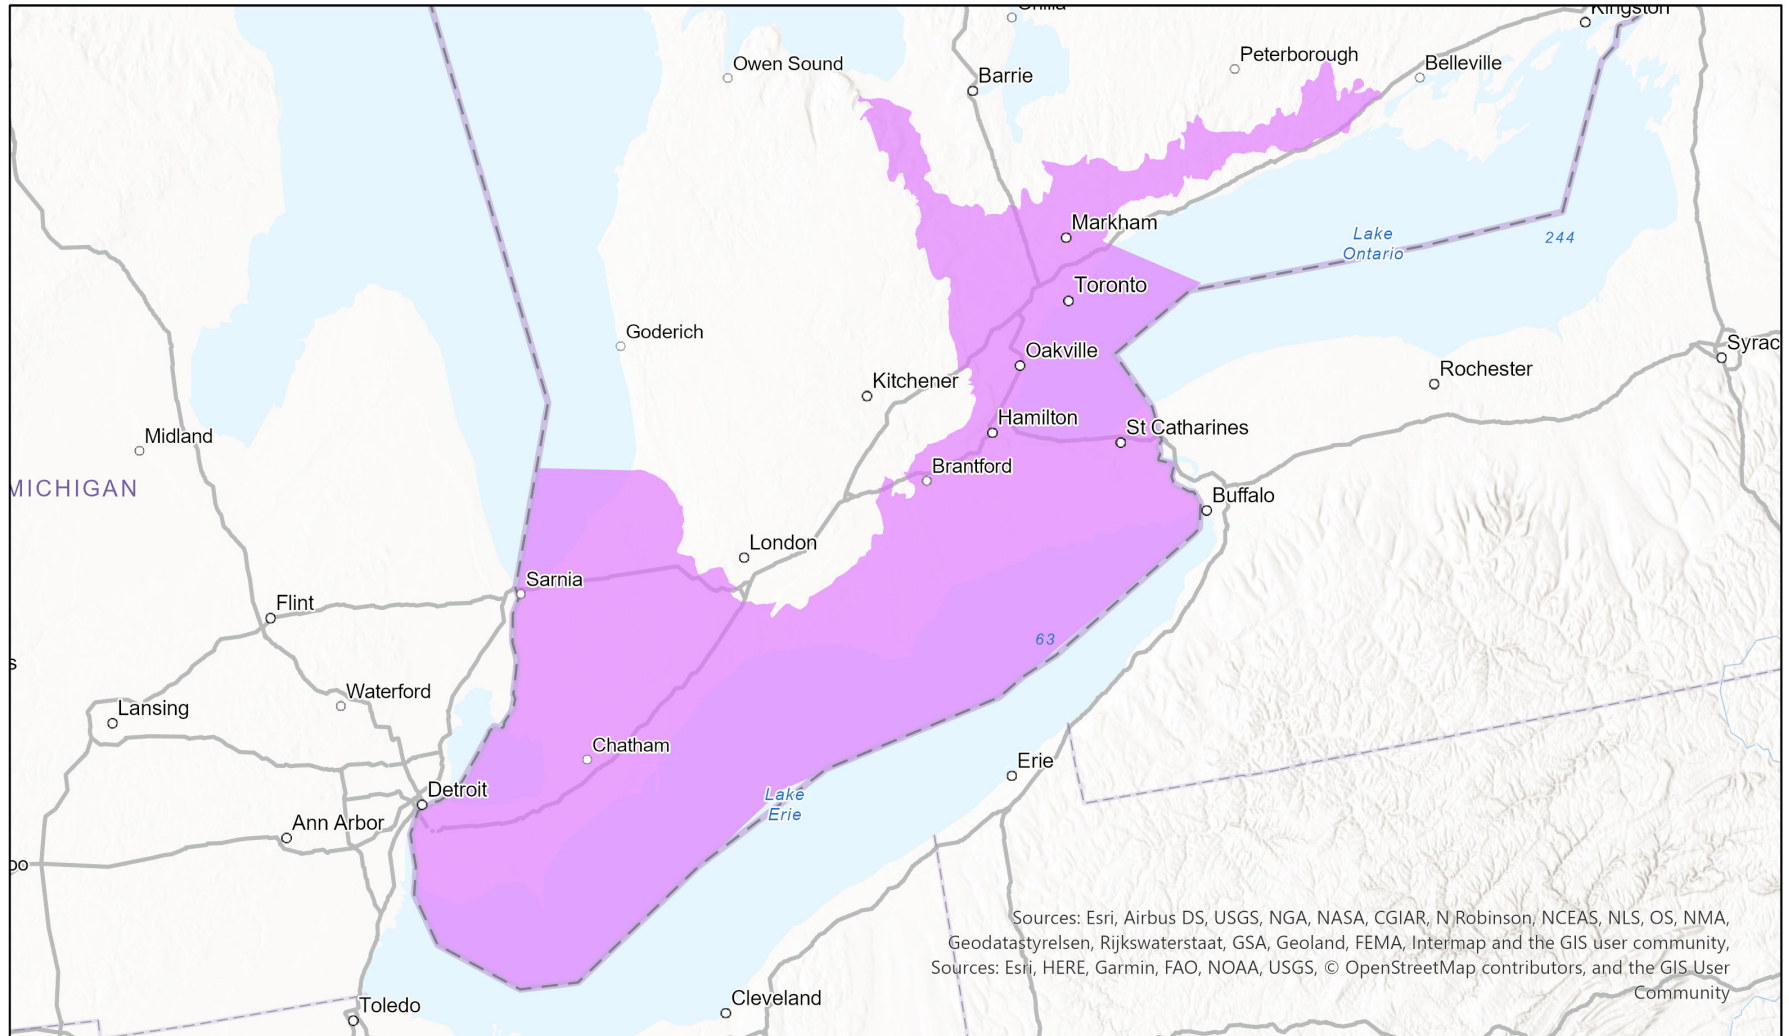 Kingston
Owen Sound
Barrie
Peterborough
Belleville
Markham
Lake
Ontario
244
Toronto
Goderich
Oakville
Rochester
Kitchener
Hamilton
St Catharines
Midland
Brantford
MICHIGAN
Buffalo
London
Sarnia
Flint
63
Waterford
Lansing
Chatham
Erie
Detroit
Lake
Erie
Ann Arbor
Toledo
Cleveland
Sources: Esri, Airbus DS, USGS, NGA, NASA, CGIAR, N Robinson, NCEAS, NLS, OS, NMA,
Geodatastyrelsen, Rijkswaterstaat, GSA, Geoland, FEMA, Intermap and the GIS user community,
Sources: Esri, HERE, Garmin, FAO, NOAA, USGS, © OpenStreetMap contributors, and the GIS User
Community